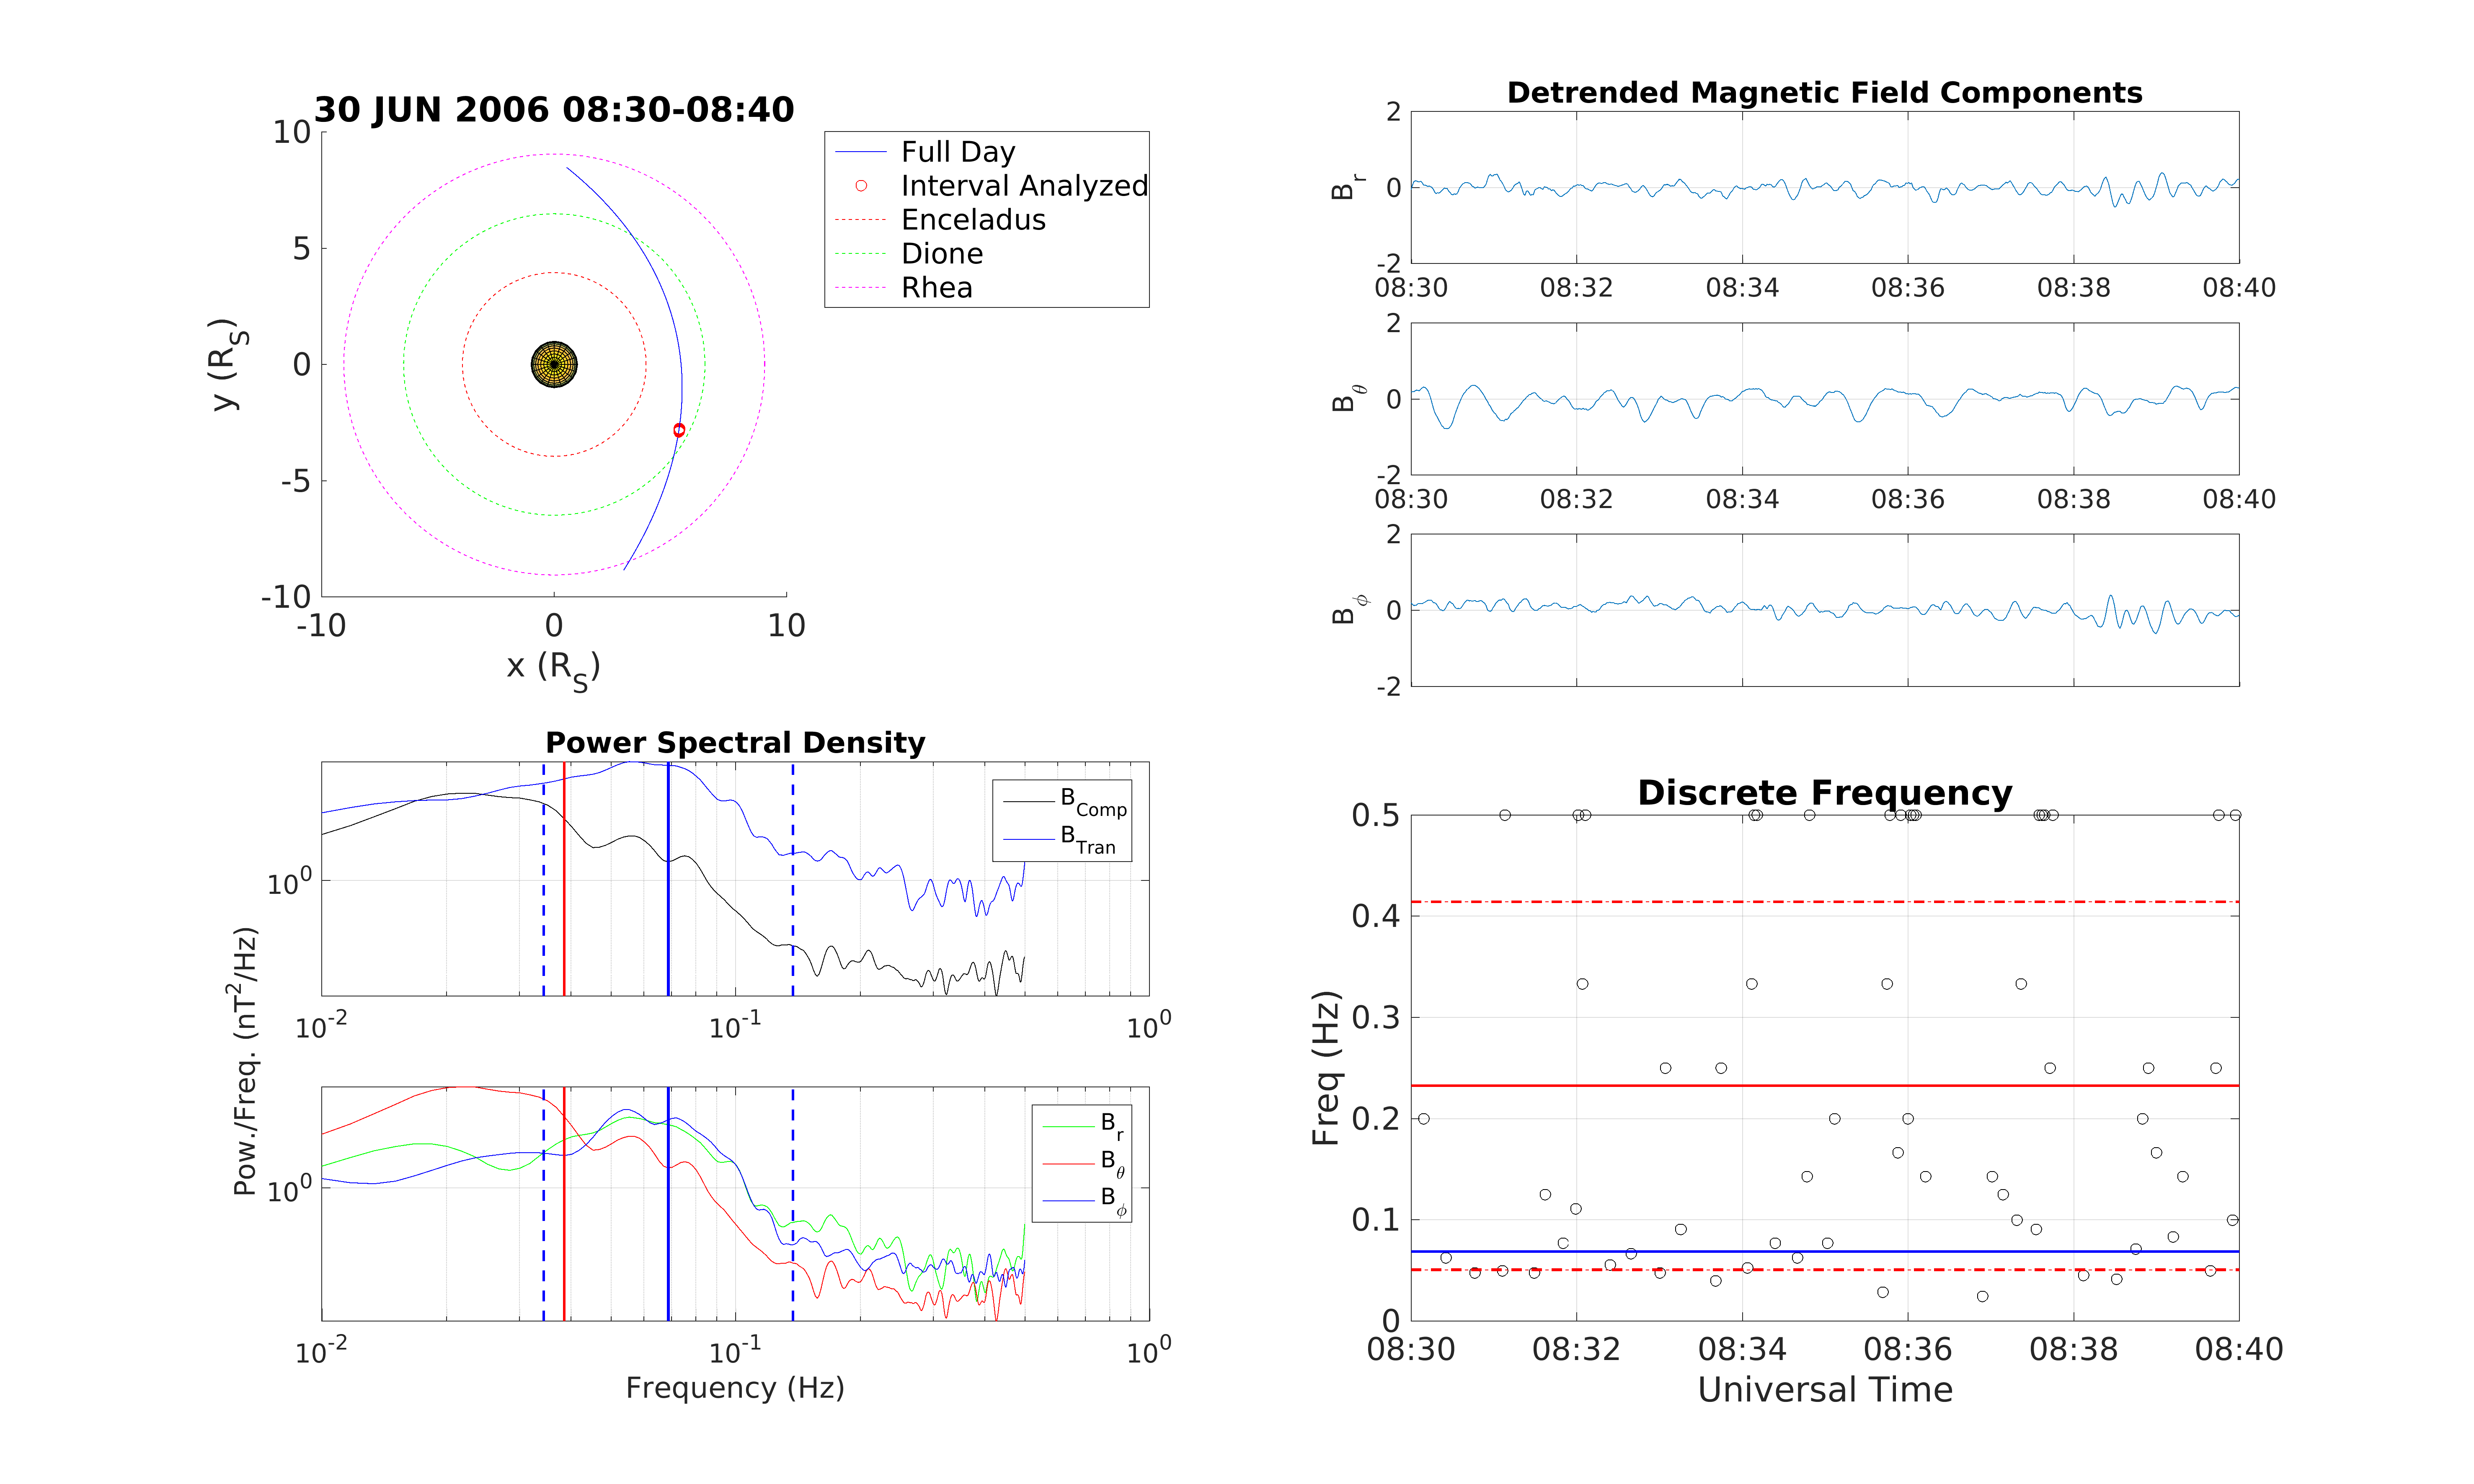 30 JUN 2006 08:30-08:40
10
5
0
-5
-10
-10
0
10
y (R_S)
x (R_S)
Full Day
Interval Analyzed
Enceladus
Dione
Rhea
Detrended Magnetic Field Components
2
0
-2
B_r
08:30
08:32
08:34
08:36
08:38
08:40
2
0
-2
B_θ
08:30
08:32
08:34
08:36
08:38
08:40
2
0
-2
B_ϕ
Power Spectral Density
B_Comp
B_Tran
10^0
10^-2
10^-1
10^0
Pow./Freq. (nT^2/Hz)
B_r
B_θ
B_ϕ
10^0
10^-2
10^-1
10^0
Frequency (Hz)
Discrete Frequency
0.5
0.4
0.3
0.2
0.1
0
Freq (Hz)
08:30
08:32
08:34
08:36
08:38
08:40
Universal Time